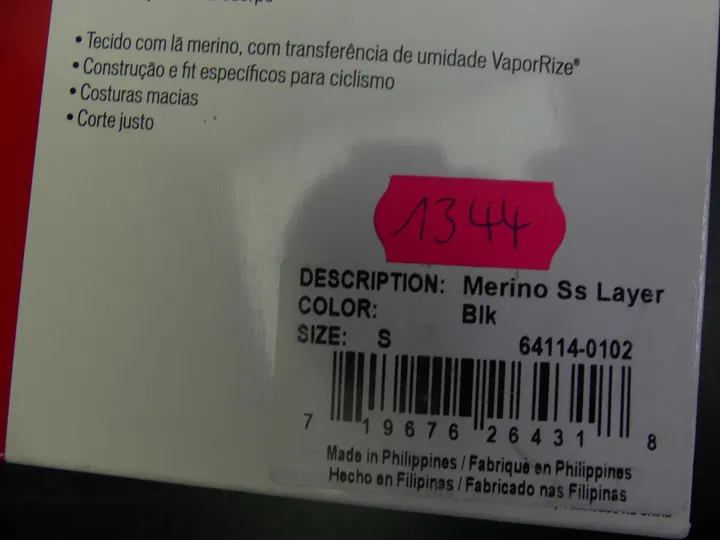 • Tecido com lã merino, com transferência de umidade VaporRize®
• Construção e fit específicos para ciclismo
• Costuras macias
• Corte justo
1344
DESCRIPTION: Merino Ss Layer
COLOR: Blk
SIZE: S 64114-0102
7 19676 26431 8
Made in Philippines / Fabriqué en Philippines
Hecho en Filipinas / Fabricado nas Filipinas